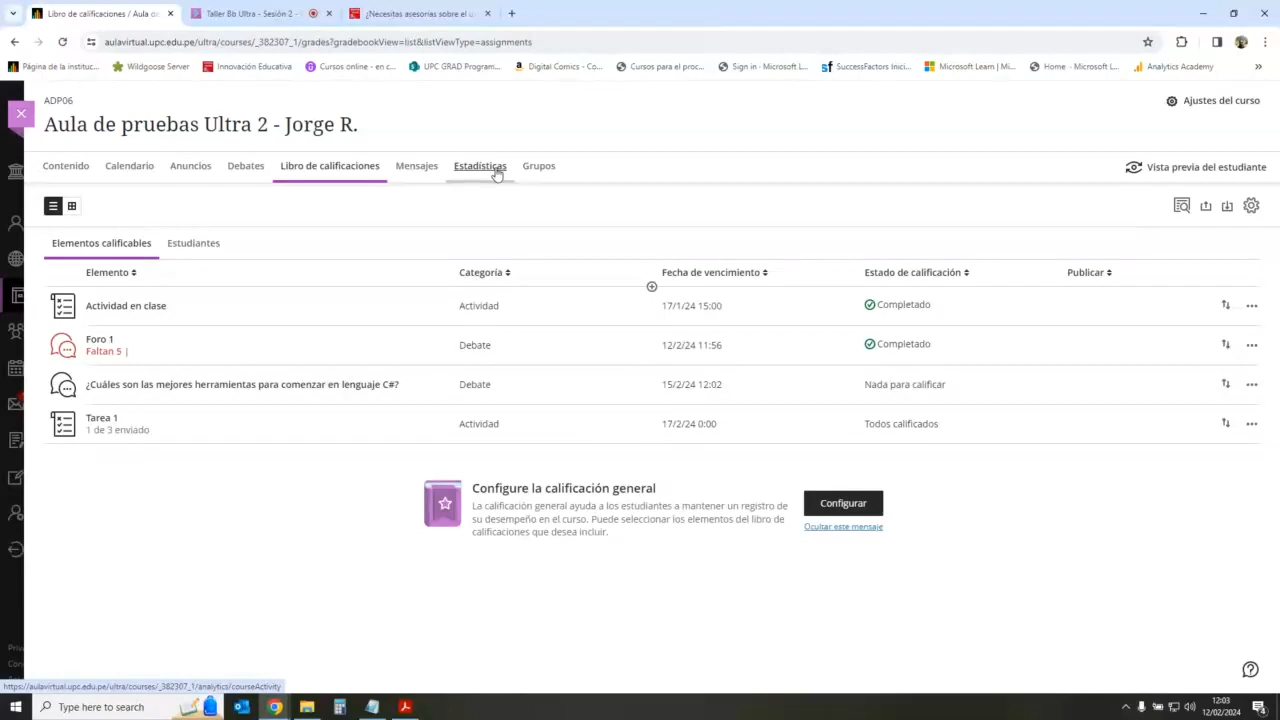 Libro de calificaciones / Aula de
Taller Bb Ultra - Sesión 2 -
¿Necesitas asesorías sobre el u
aulavirtual.upc.edu.pe/ultra/courses/_382307_1/grades?gradebookView=list&listViewType=assignments
Página de la instituc...
Wildgoose Server
Innovación Educativa
Cursos online - en c...
UPC GRAD Program...
Digital Comics - Co...
Cursos para el proc...
Sign in · Microsoft L...
SuccessFactors Inici...
Microsoft Learn | Mi...
Home · Microsoft L...
Analytics Academy
»
ADP06
Ajustes del curso
Aula de pruebas Ultra 2 - Jorge R.
Contenido
Calendario
Anuncios
Debates
Libro de calificaciones
Mensajes
Estadísticas
Grupos
Vista previa del estudiante
Elementos calificables
Estudiantes
Elemento
Categoría
Fecha de vencimiento
Estado de calificación
Publicar
Actividad en clase
Actividad
17/1/24 15:00
Completado
Foro 1
Faltan 5 |
Debate
12/2/24 11:56
Completado
¿Cuáles son las mejores herramientas para comenzar en lenguaje C#?
Debate
15/2/24 12:02
Nada para calificar
Tarea 1
1 de 3 enviado
Actividad
17/2/24 0:00
Todos calificados
Configure la calificación general
La calificación general ayuda a los estudiantes a mantener un registro de
su desempeño en el curso. Puede seleccionar los elementos del libro de
calificaciones que desea incluir.
Configurar
Ocultar este mensaje
Priv
https://aulavirtual.upc.edu.pe/ultra/courses/_382307_1/analytics/courseActivity
Type here to search
12:03
12/02/2024
4